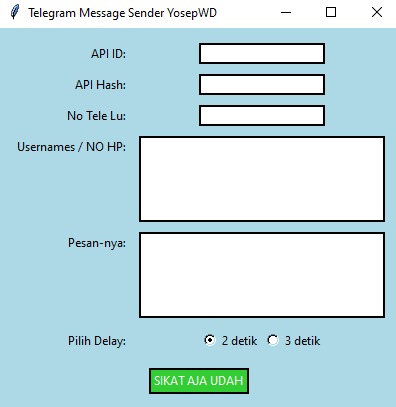 Telegram Message Sender YosepWD
API ID:
API Hash:
No Tele Lu:
Usernames / NO HP:
Pesan-nya:
Pilih Delay: 2 detik 3 detik
SIKAT AJA UDAH